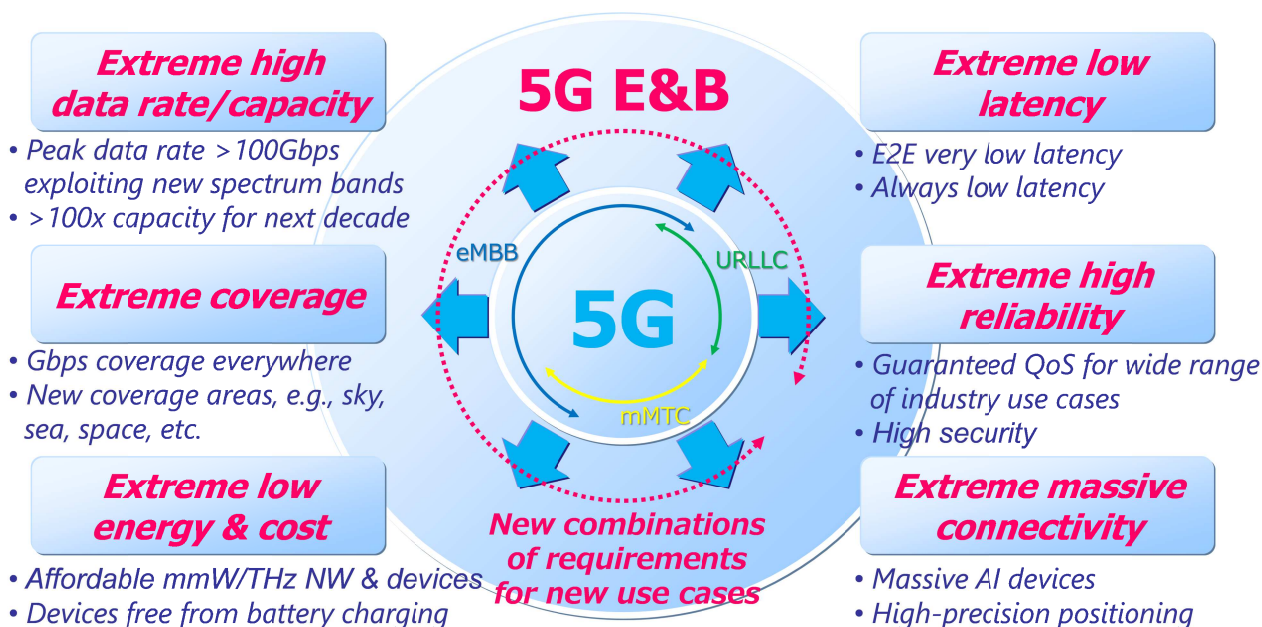 Extreme high
data rate/capacity
• Peak data rate >100Gbps
exploiting new spectrum bands
• >100x capacity for next decade
Extreme coverage
• Gbps coverage everywhere
• New coverage areas, e.g., sky,
sea, space, etc.
Extreme low
energy & cost
• Affordable mmW/THz NW & devices
• Devices free from battery charging
5G E&B
eMBB
URLLC
5G
mMTC
New combinations
of requirements
for new use cases
Extreme low
latency
• E2E very low latency
• Always low latency
Extreme high
reliability
• Guaranteed QoS for wide range
of industry use cases
• High security
Extreme massive
connectivity
• Massive AI devices
• High-precision positioning